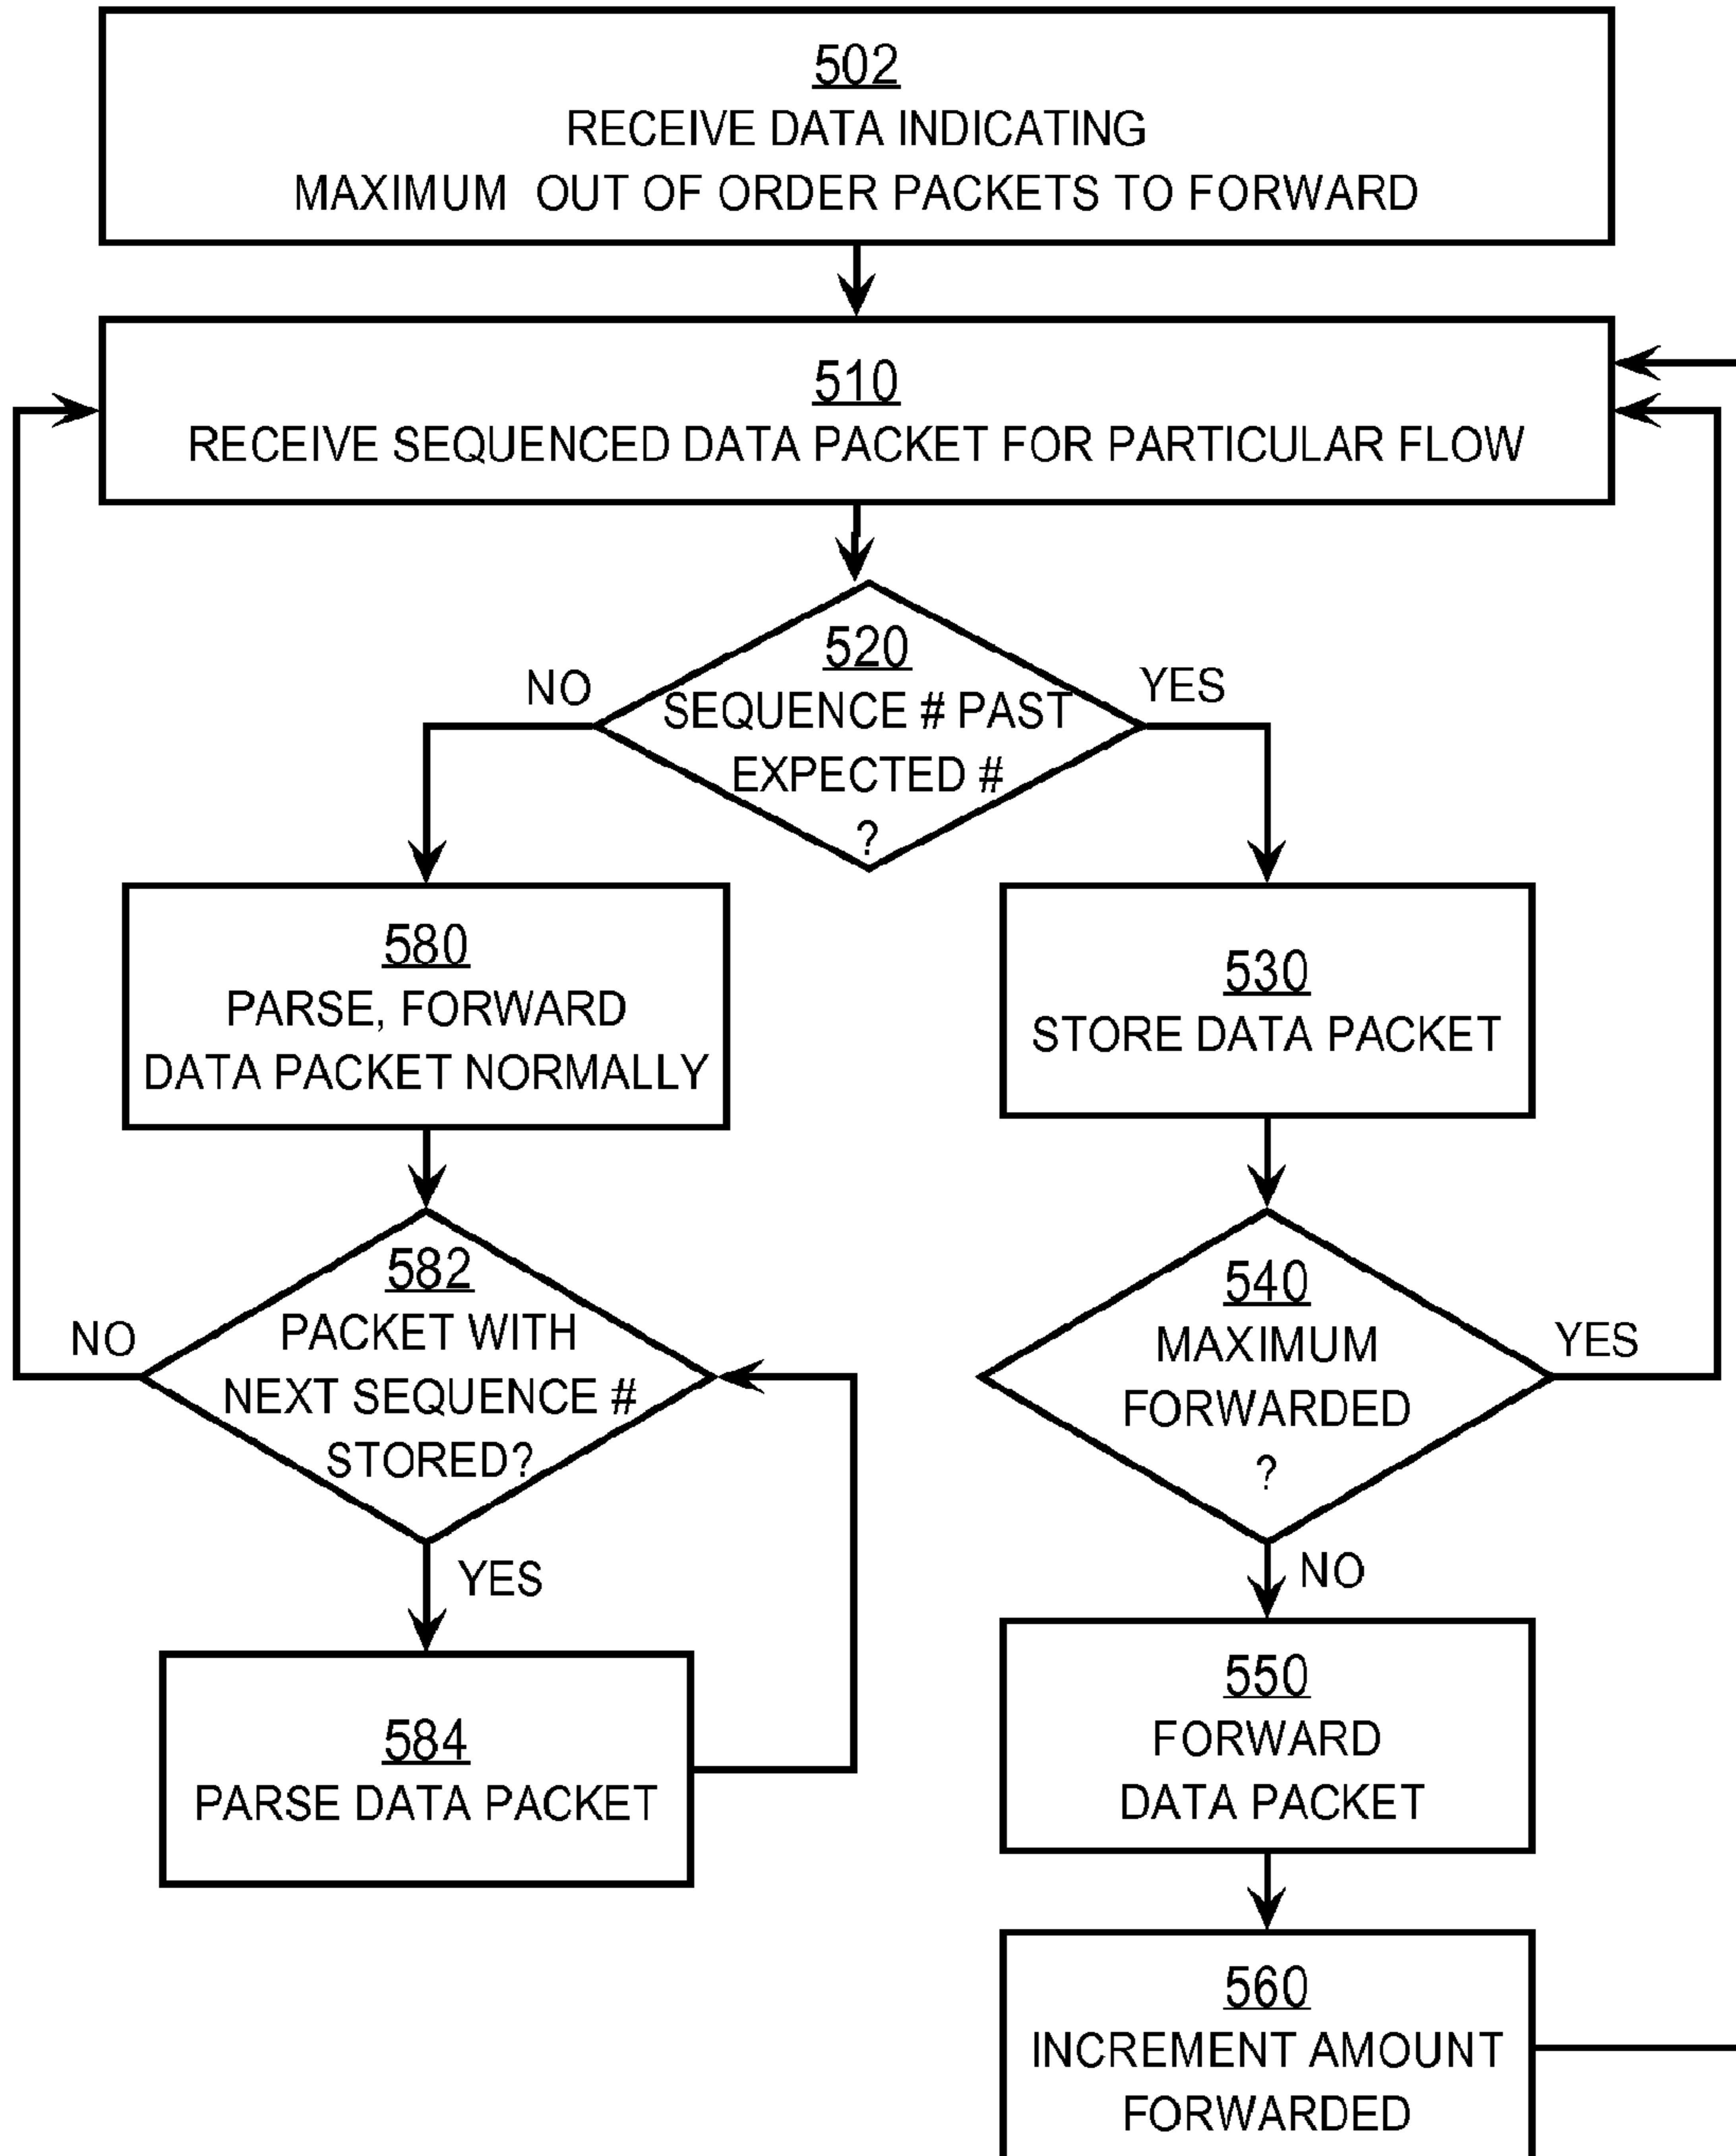 502
RECEIVE DATA INDICATING
MAXIMUM OUT OF ORDER PACKETS TO FORWARD
510
RECEIVE SEQUENCED DATA PACKET FOR PARTICULAR FLOW
520
SEQUENCE # PAST
EXPECTED #
?
NO
YES
580
PARSE, FORWARD
DATA PACKET NORMALLY
530
STORE DATA PACKET
582
PACKET WITH
NEXT SEQUENCE #
STORED?
NO
YES
540
MAXIMUM
FORWARDED
?
YES
NO
584
PARSE DATA PACKET
550
FORWARD
DATA PACKET
560
INCREMENT AMOUNT
FORWARDED